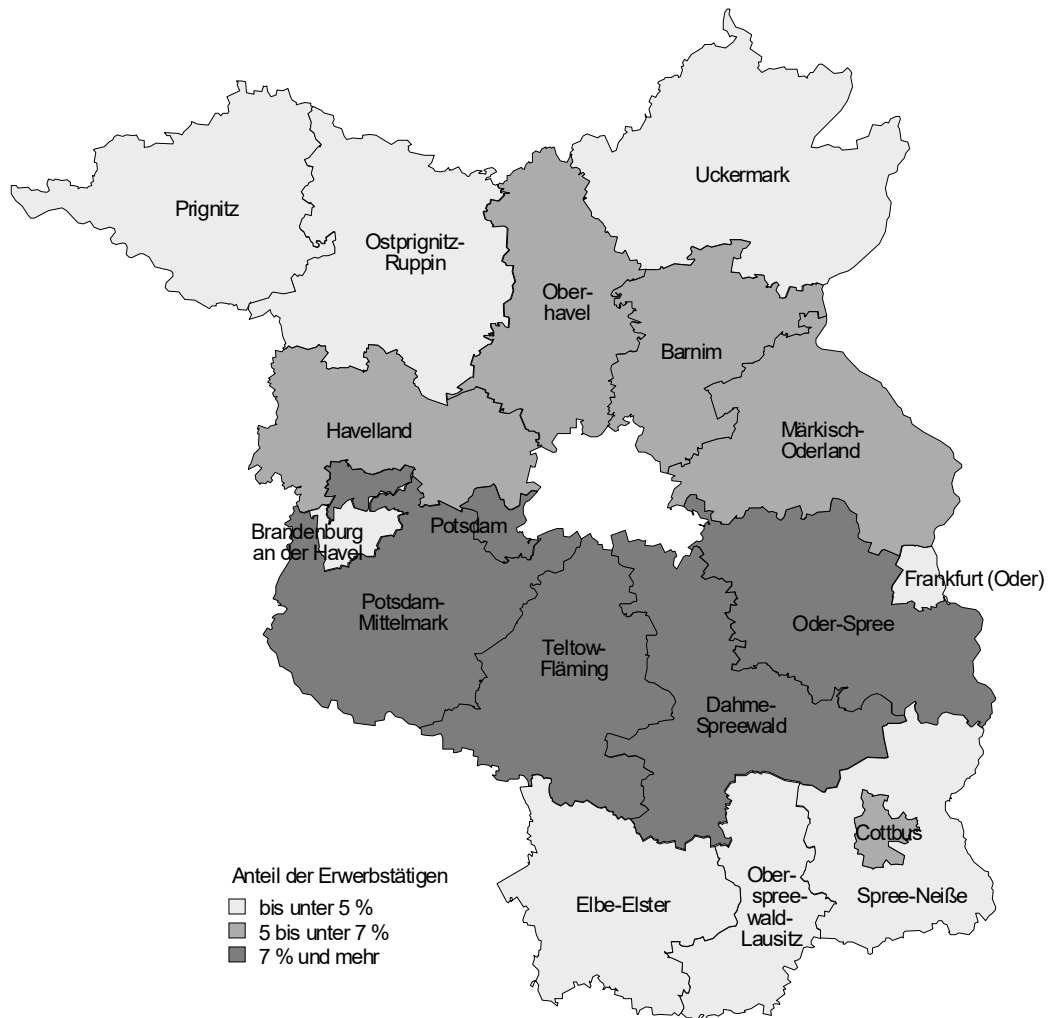 Uckermark
Prignitz
Ostprignitz-
Ruppin
Ober-
havel
Barnim
Havelland
Märkisch-
Oderland
Brandenburg
an der Havel
Potsdam
Frankfurt (Oder)
Potsdam-
Mittelmark
Oder-Spree
Teltow-
Fläming
Dahme-
Spreewald
Cottbus
Spree-Neiße
Elbe-Elster
Ober-
spree-
wald-
Lausitz
Anteil der Erwerbstätigen
bis unter 5 %
5 bis unter 7 %
7 % und mehr